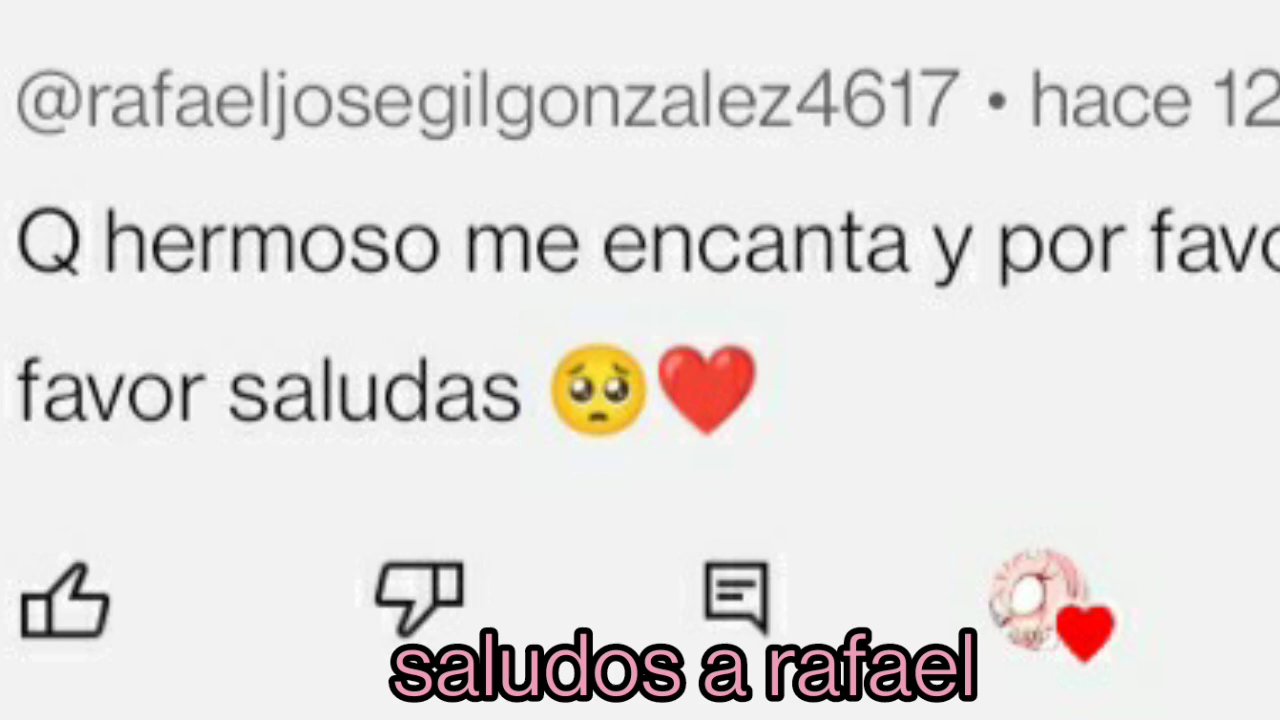 @rafaeljosegilgonzalez4617 • hace 12
Q hermoso me encanta y por favo
favor saludas 🥺❤️
saludos a rafael